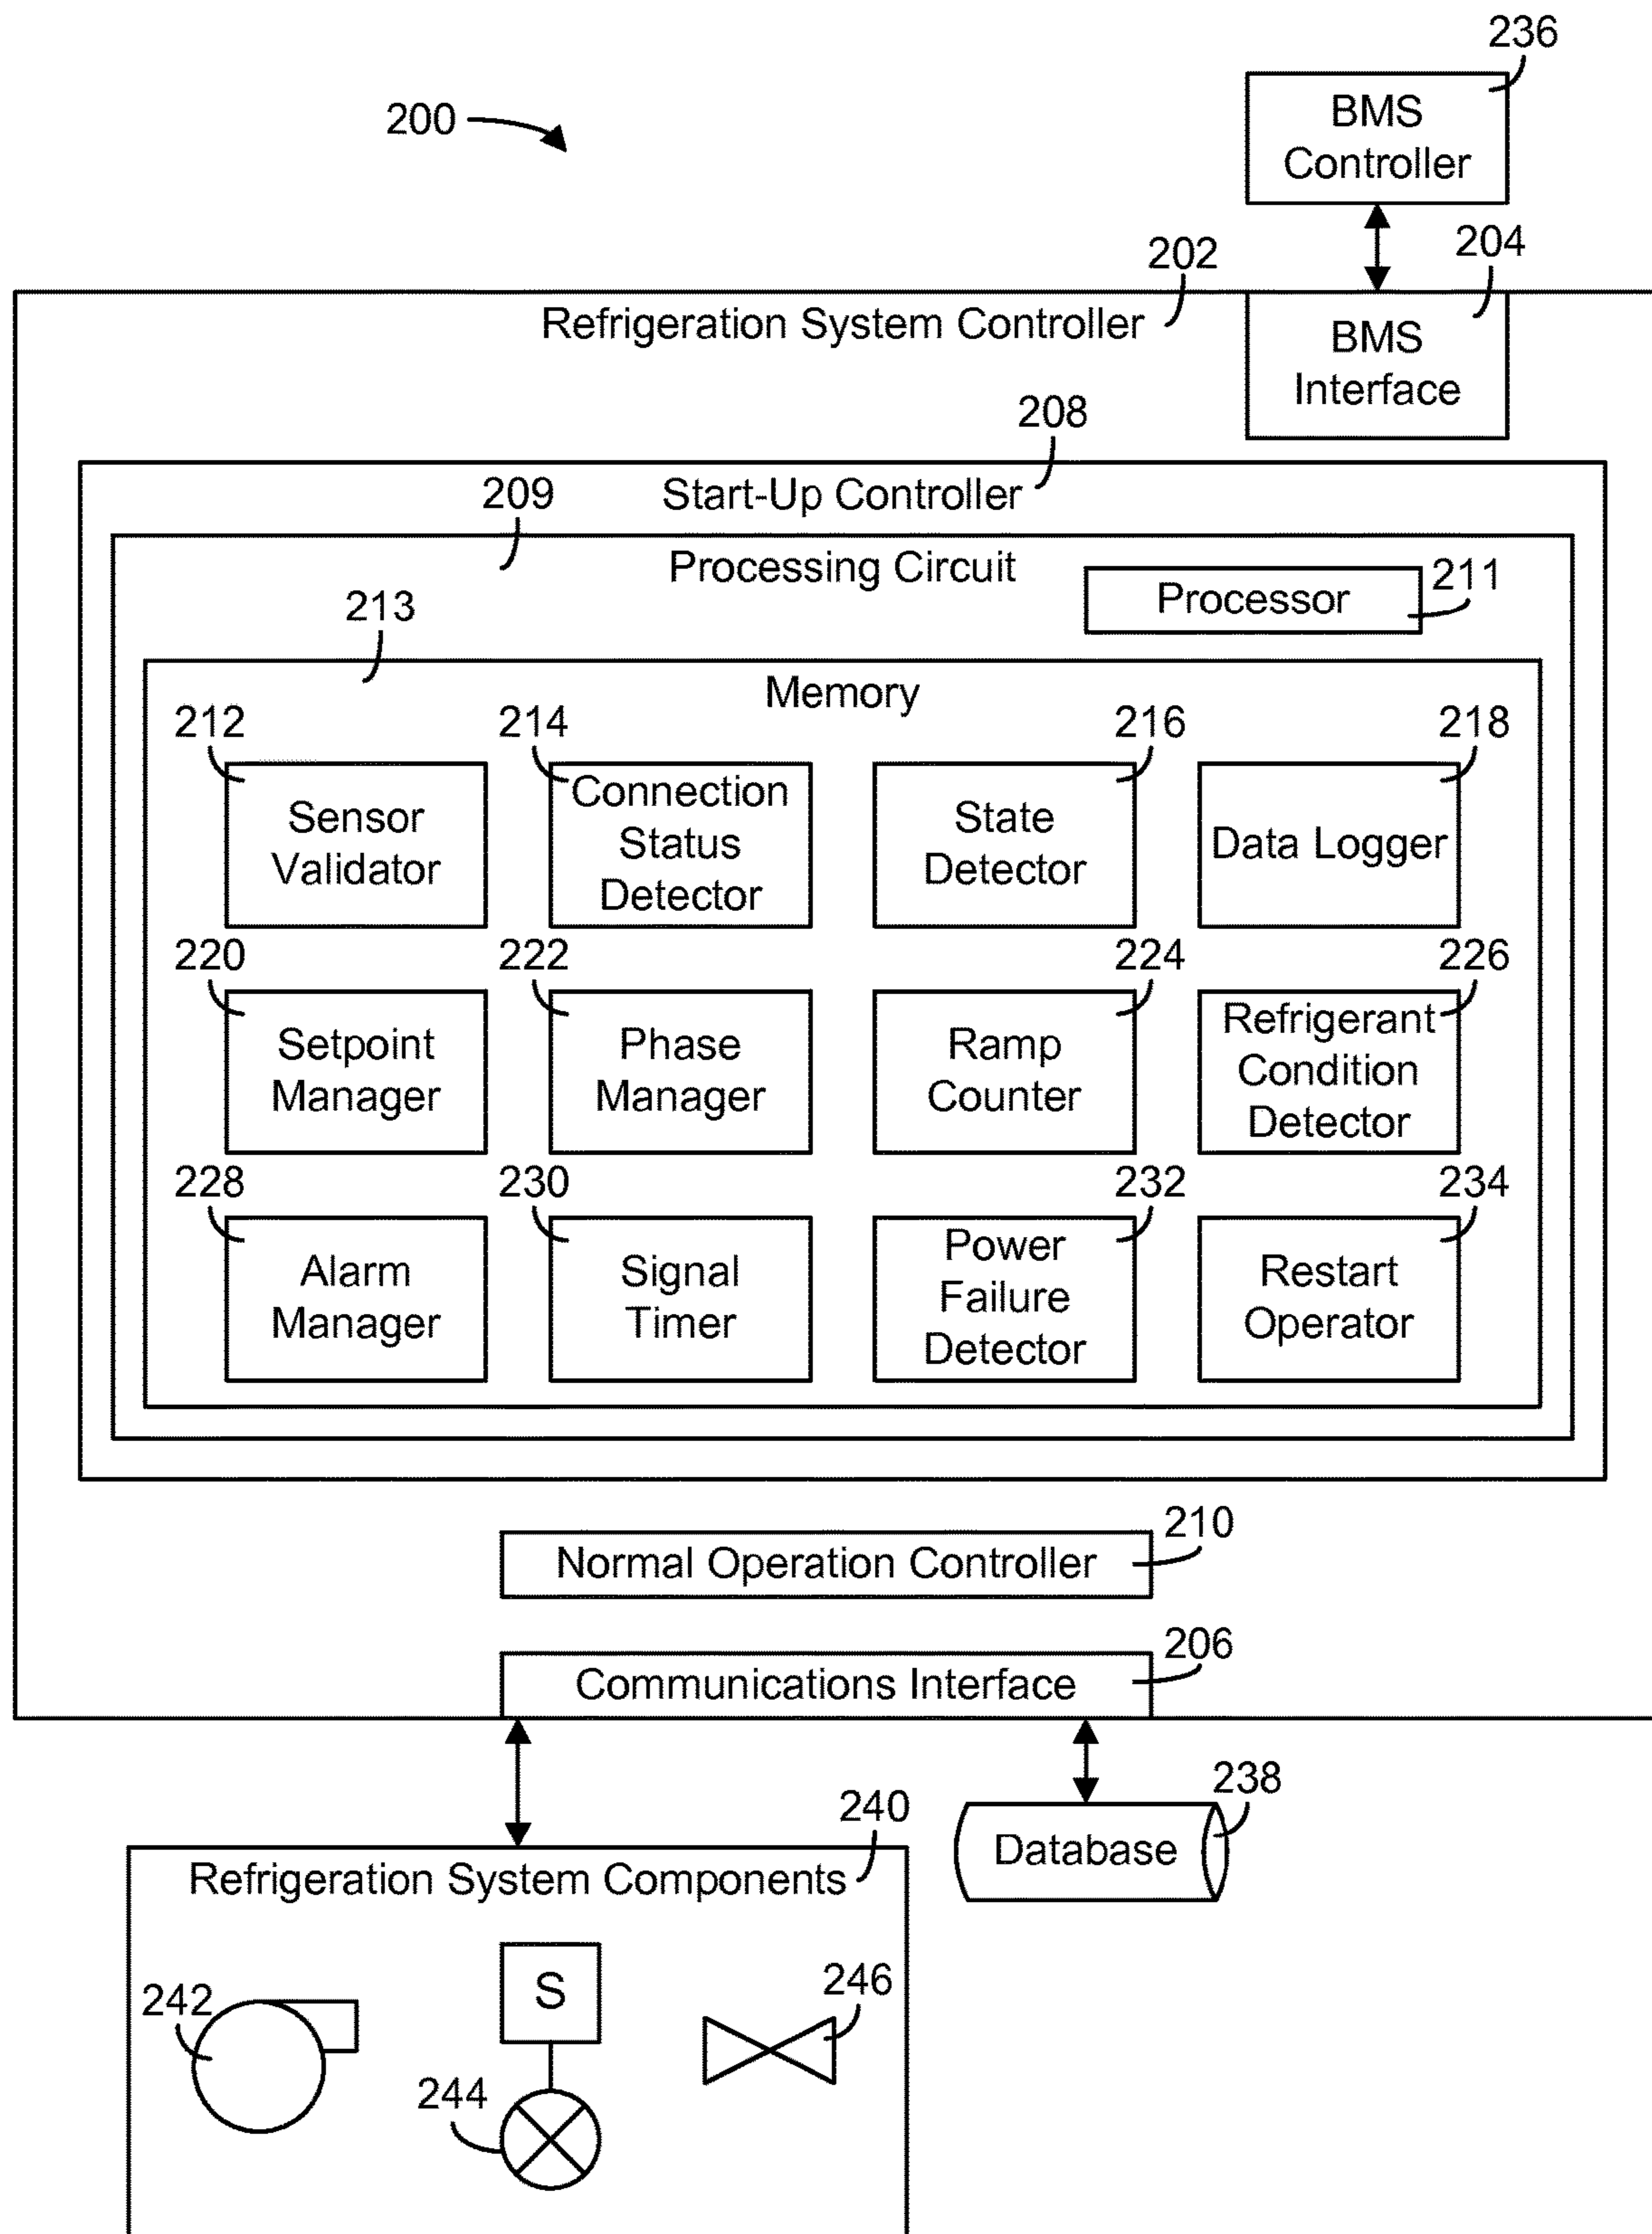 236
BMS
Controller
200
202
204
Refrigeration System Controller
BMS
Interface
208
Start-Up Controller
209
Processing Circuit
Processor
211
213
Memory
212
214
216
218
Sensor
Validator
Connection
Status
Detector
State
Detector
Data Logger
220
222
224
226
Setpoint
Manager
Phase
Manager
Ramp
Counter
Refrigerant
Condition
Detector
228
230
232
234
Alarm
Manager
Signal
Timer
Power
Failure
Detector
Restart
Operator
210
Normal Operation Controller
206
Communications Interface
238
Database
240
Refrigeration System Components
242
S
244
246